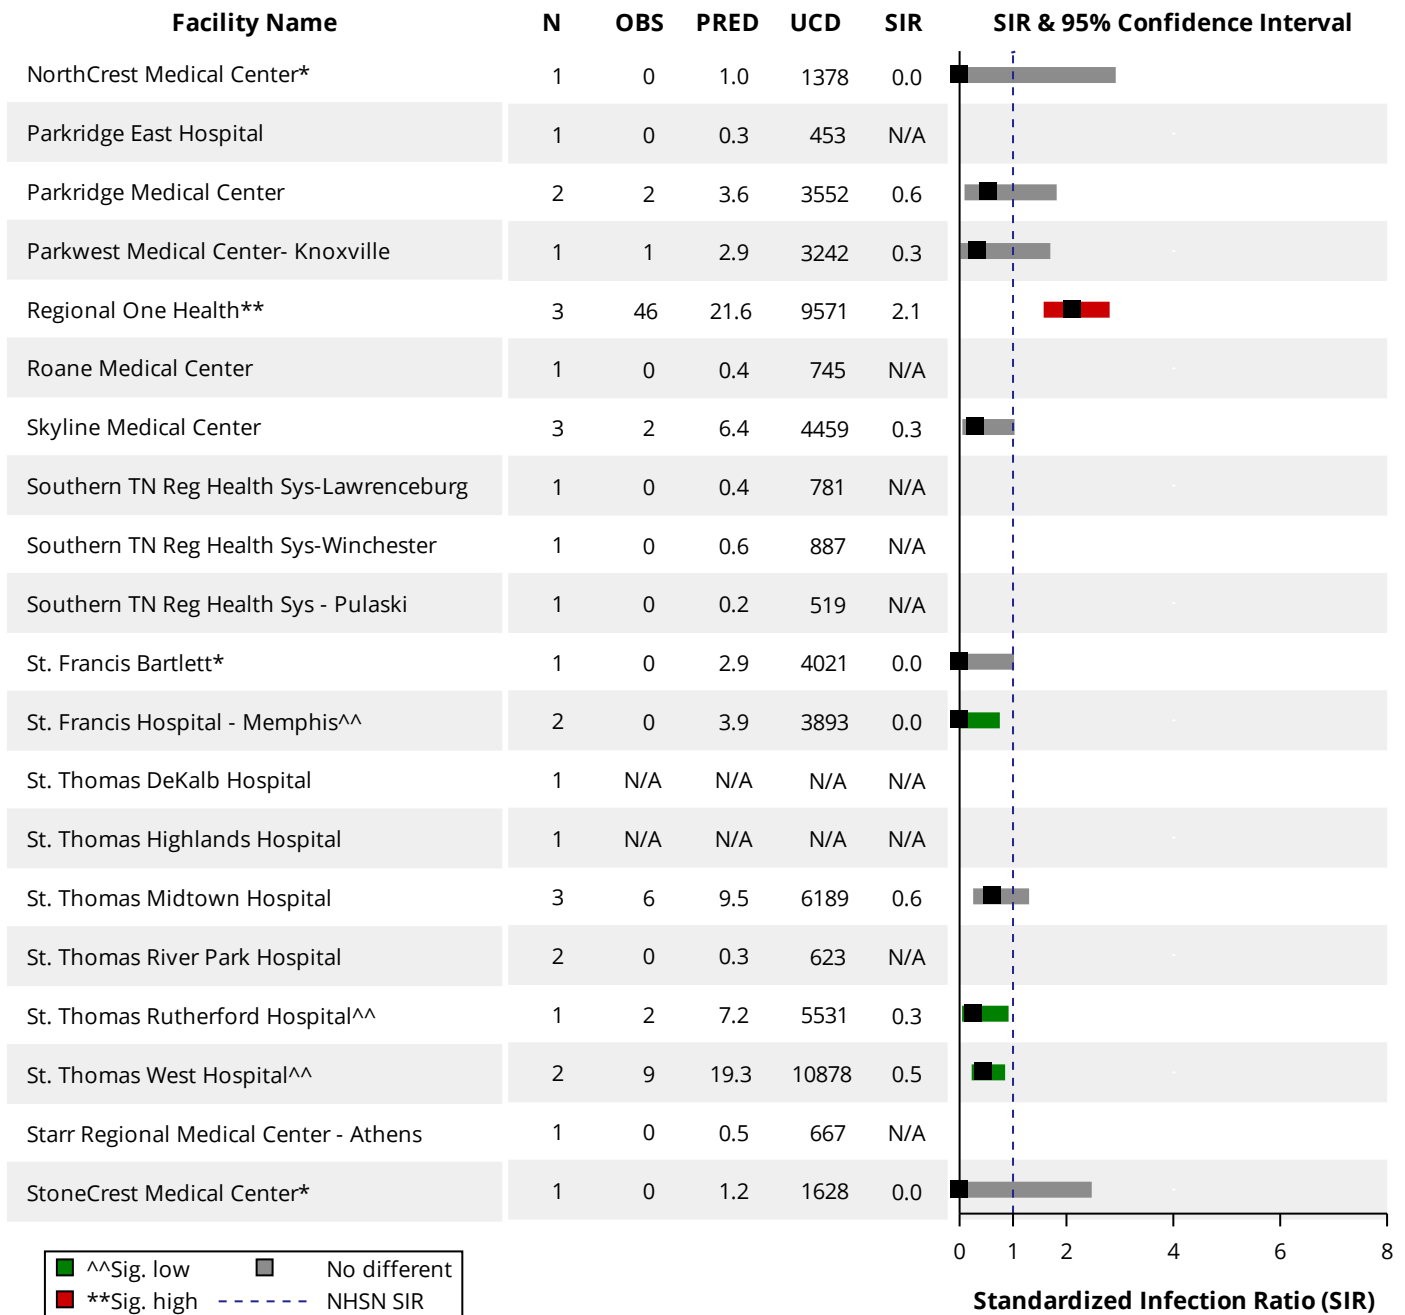 Facility Name N OBS PRED UCD SIR SIR & 95% Confidence Interval
NorthCrest Medical Center* 1 0 1.0 1378 0.0
Parkridge East Hospital 1 0 0.3 453 N/A
Parkridge Medical Center 2 2 3.6 3552 0.6
Parkwest Medical Center- Knoxville 1 1 2.9 3242 0.3
Regional One Health** 3 46 21.6 9571 2.1
Roane Medical Center 1 0 0.4 745 N/A
Skyline Medical Center 3 2 6.4 4459 0.3
Southern TN Reg Health Sys-Lawrenceburg 1 0 0.4 781 N/A
Southern TN Reg Health Sys-Winchester 1 0 0.6 887 N/A
Southern TN Reg Health Sys - Pulaski 1 0 0.2 519 N/A
St. Francis Bartlett* 1 0 2.9 4021 0.0
St. Francis Hospital - Memphis^^ 2 0 3.9 3893 0.0
St. Thomas DeKalb Hospital 1 N/A N/A N/A N/A
St. Thomas Highlands Hospital 1 N/A N/A N/A N/A
St. Thomas Midtown Hospital 3 6 9.5 6189 0.6
St. Thomas River Park Hospital 2 0 0.3 623 N/A
St. Thomas Rutherford Hospital^^ 1 2 7.2 5531 0.3
St. Thomas West Hospital^^ 2 9 19.3 10878 0.5
Starr Regional Medical Center - Athens 1 0 0.5 667 N/A
StoneCrest Medical Center* 1 0 1.2 1628 0.0
0 1 2 4 6 8
^^Sig. low No different
**Sig. high NHSN SIR
Standardized Infection Ratio (SIR)